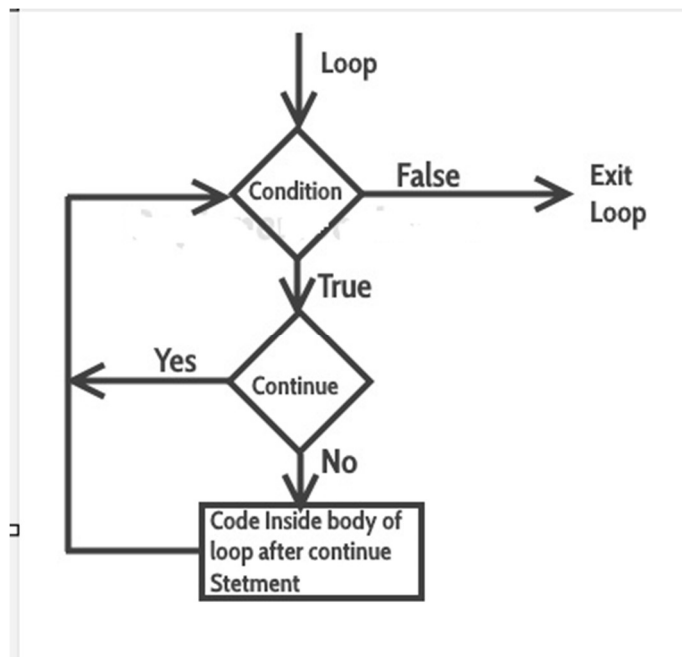 Loop
Condition
False
Exit
Loop
True
Yes
Continue
No
Code Inside body of
loop after continue
Stetment